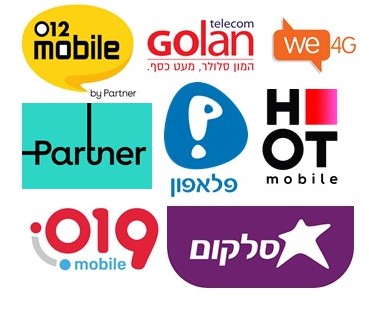 012
mobile
by Partner
telecom
Golan
המון סלולר, מעט כסף.
we 4G
Partner
פלאפון
HOT
mobile
019
mobile
סלקום